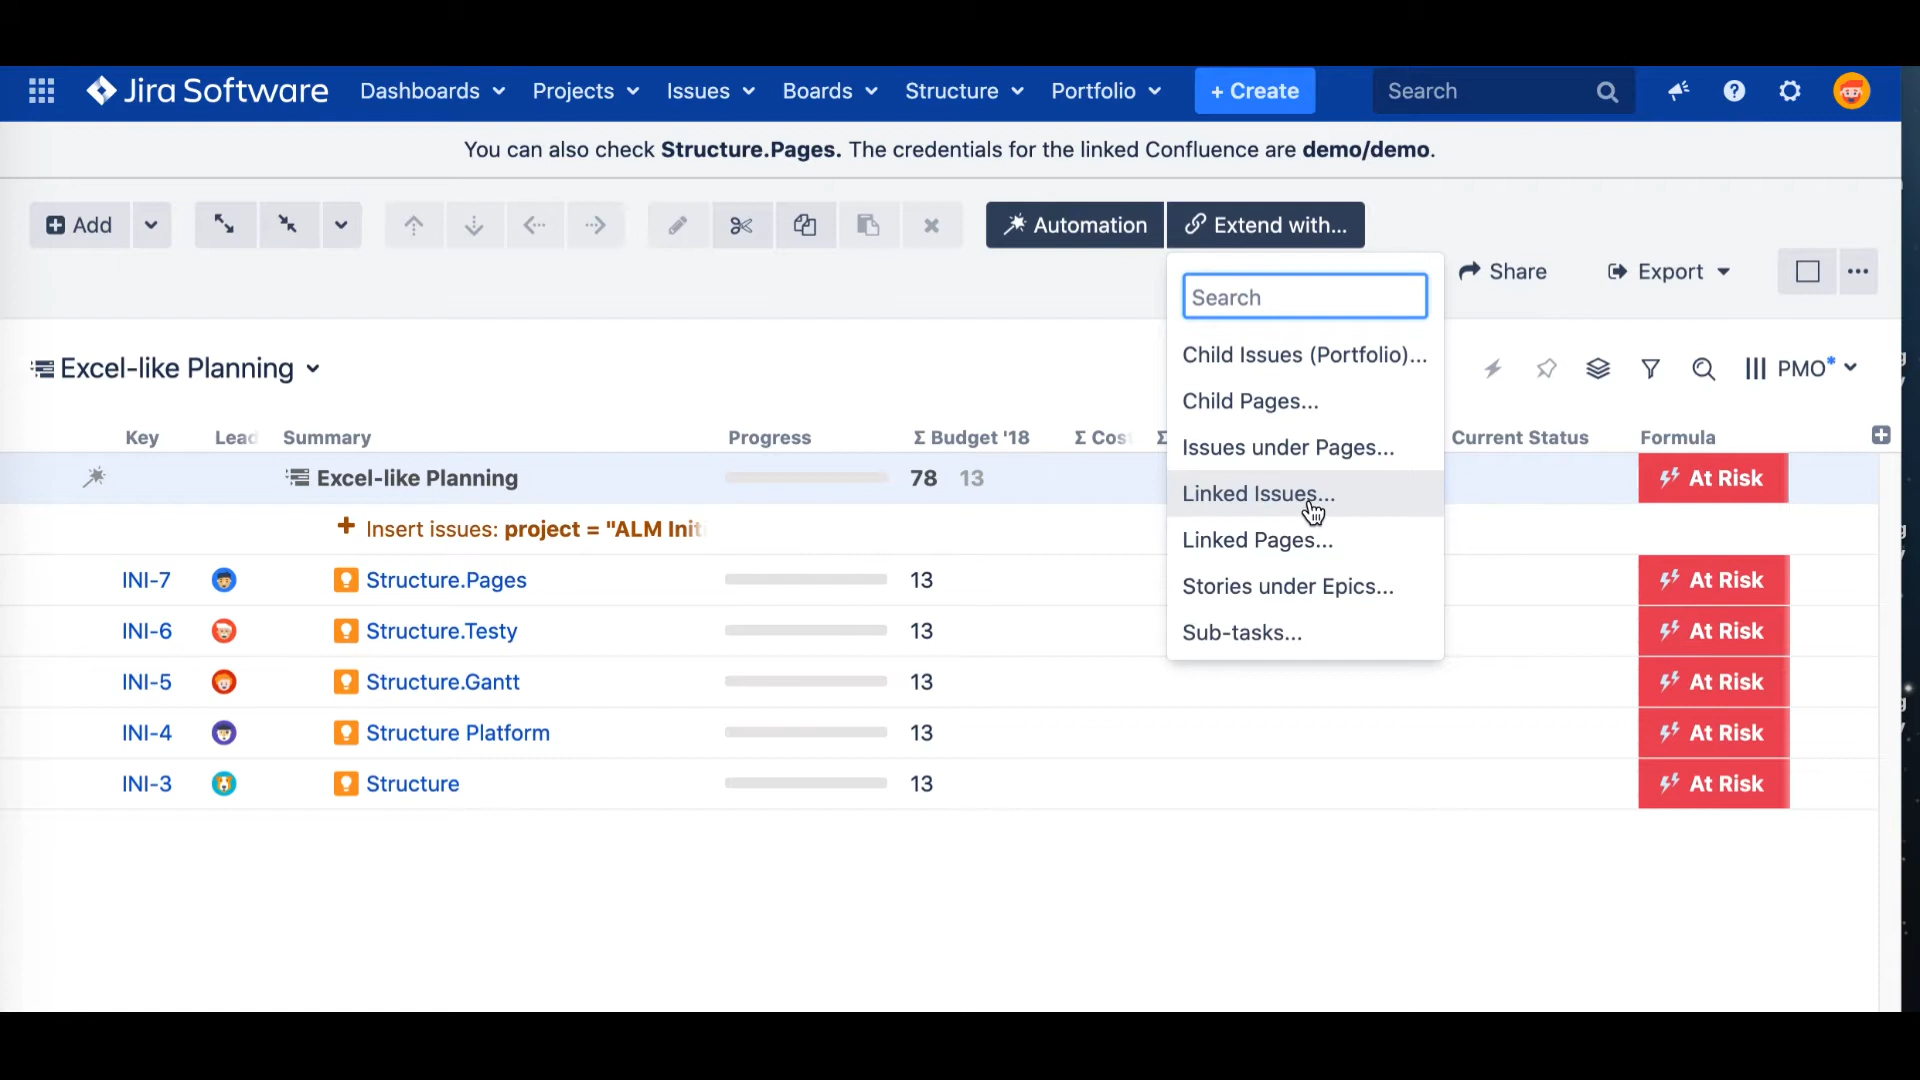 Jira Software Dashboards Projects Issues Boards Structure Portfolio + Create Search
You can also check Structure.Pages. The credentials for the linked Confluence are demo/demo.
Add Automation Extend with...
Share Export
Search
Child Issues (Portfolio)...
Child Pages...
Issues under Pages...
Linked Issues...
Linked Pages...
Stories under Epics...
Sub-tasks...
Excel-like Planning PMO*
Key Lead Summary Progress Σ Budget '18 Σ Cos Σ Current Status Formula
Excel-like Planning 78 13 At Risk
+ Insert issues: project = "ALM Init
INI-7 Structure.Pages 13 At Risk
INI-6 Structure.Testy 13 At Risk
INI-5 Structure.Gantt 13 At Risk
INI-4 Structure Platform 13 At Risk
INI-3 Structure 13 At Risk